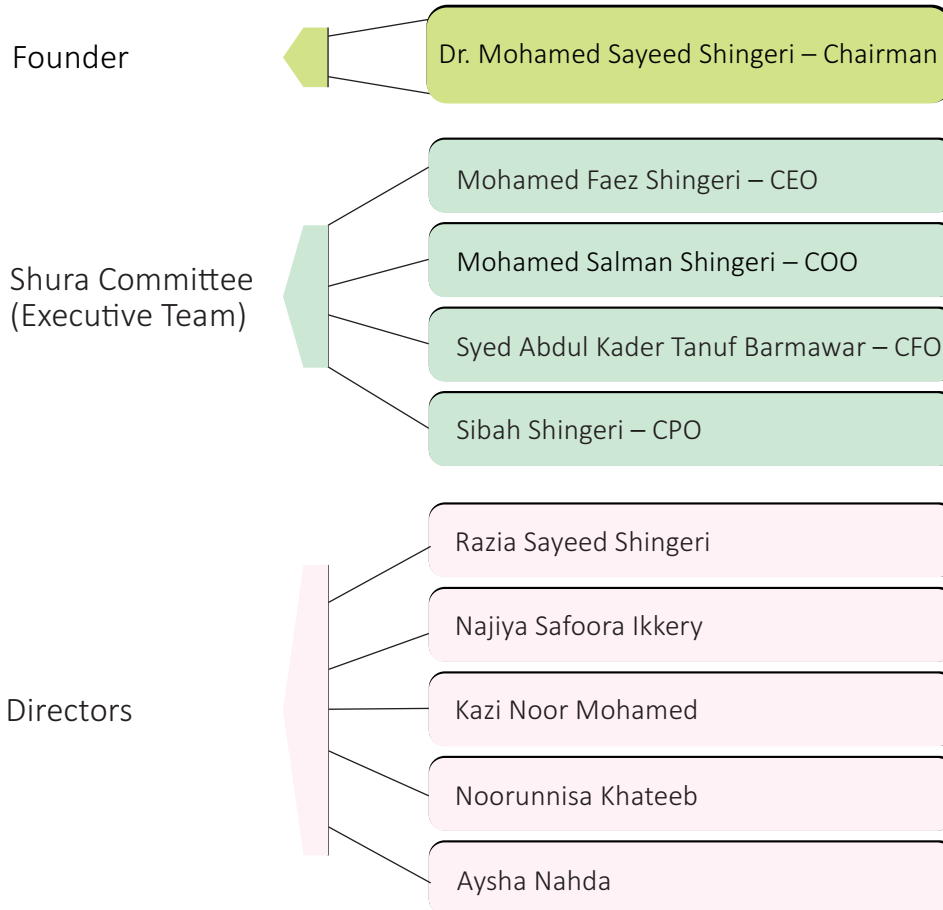 Founder
Dr. Mohamed Sayeed Shingeri – Chairman
Shura Committee
(Executive Team)
Mohamed Faez Shingeri – CEO
Mohamed Salman Shingeri – COO
Syed Abdul Kader Tanuf Barmawar – CFO
Sibah Shingeri – CPO
Directors
Razia Sayeed Shingeri
Najiya Safoora Ikkery
Kazi Noor Mohamed
Noorunnisa Khateeb
Aysha Nahda